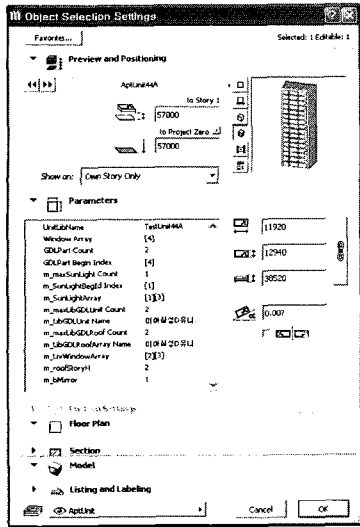 Object Selection Settings
Favorites... Selected: 1 Editable: 1
Preview and Positioning
AptUnit44A
to Story 1
57000
to Project Zero
57000
Show on: Own Story Only
Parameters
UnitLibName TestUnit44A
Window Array [4]
GDLPart Count 2
GDLPart Begin Index [4]
m_maxSunLight Count 1
m_SunLightBegId Index [1]
m_SunLightArray [1][3]
m_maxLibGDLUnit Count 2
m_LibGDLUnit Name
m_maxLibGDLRoof Count 2
m_LibGDLRoofArray Name
m_LivWindowArray [2][3]
m_roofStoryH 2
m_bMirror 1
11920
12940
38520
0.00?
Floor Plan
Section
Model
Listing and Labeling
AptUnit
Cancel
OK